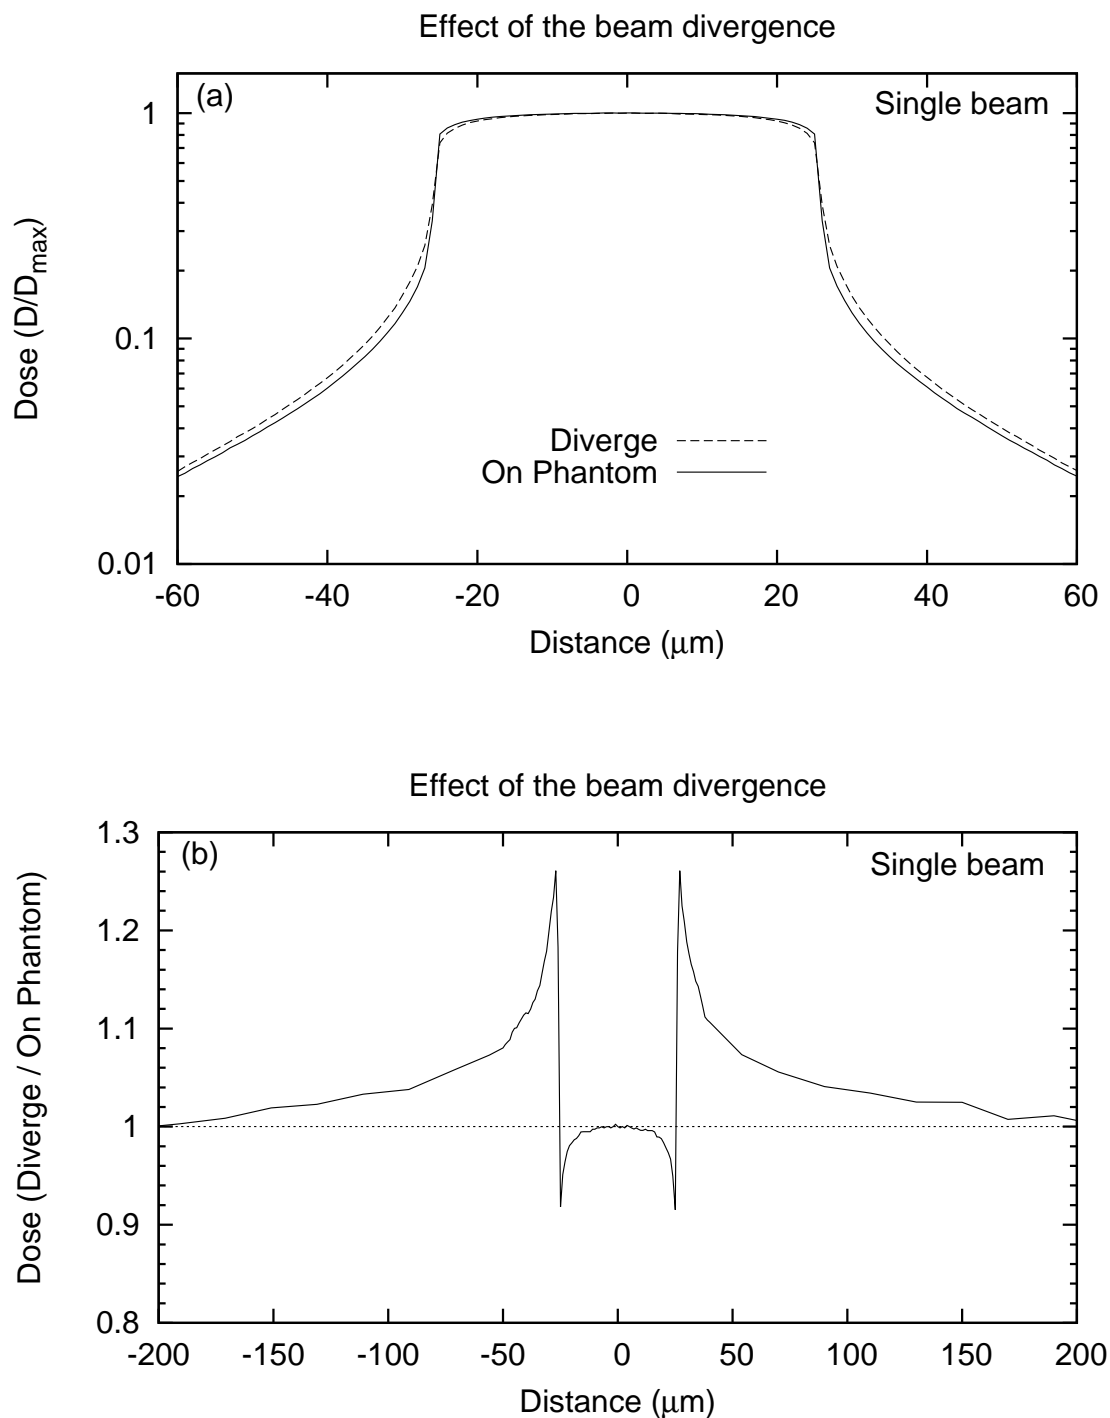 Effect of the beam divergence
(a)
Single beam
1
0.1
0.01
Dose (D/Dmax)
Diverge
On Phantom
-60 -40 -20 0 20 40 60
Distance (μm)
Effect of the beam divergence
(b)
Single beam
1.3
1.2
1.1
1
0.9
0.8
Dose (Diverge / On Phantom)
-200 -150 -100 -50 0 50 100 150 200
Distance (μm)